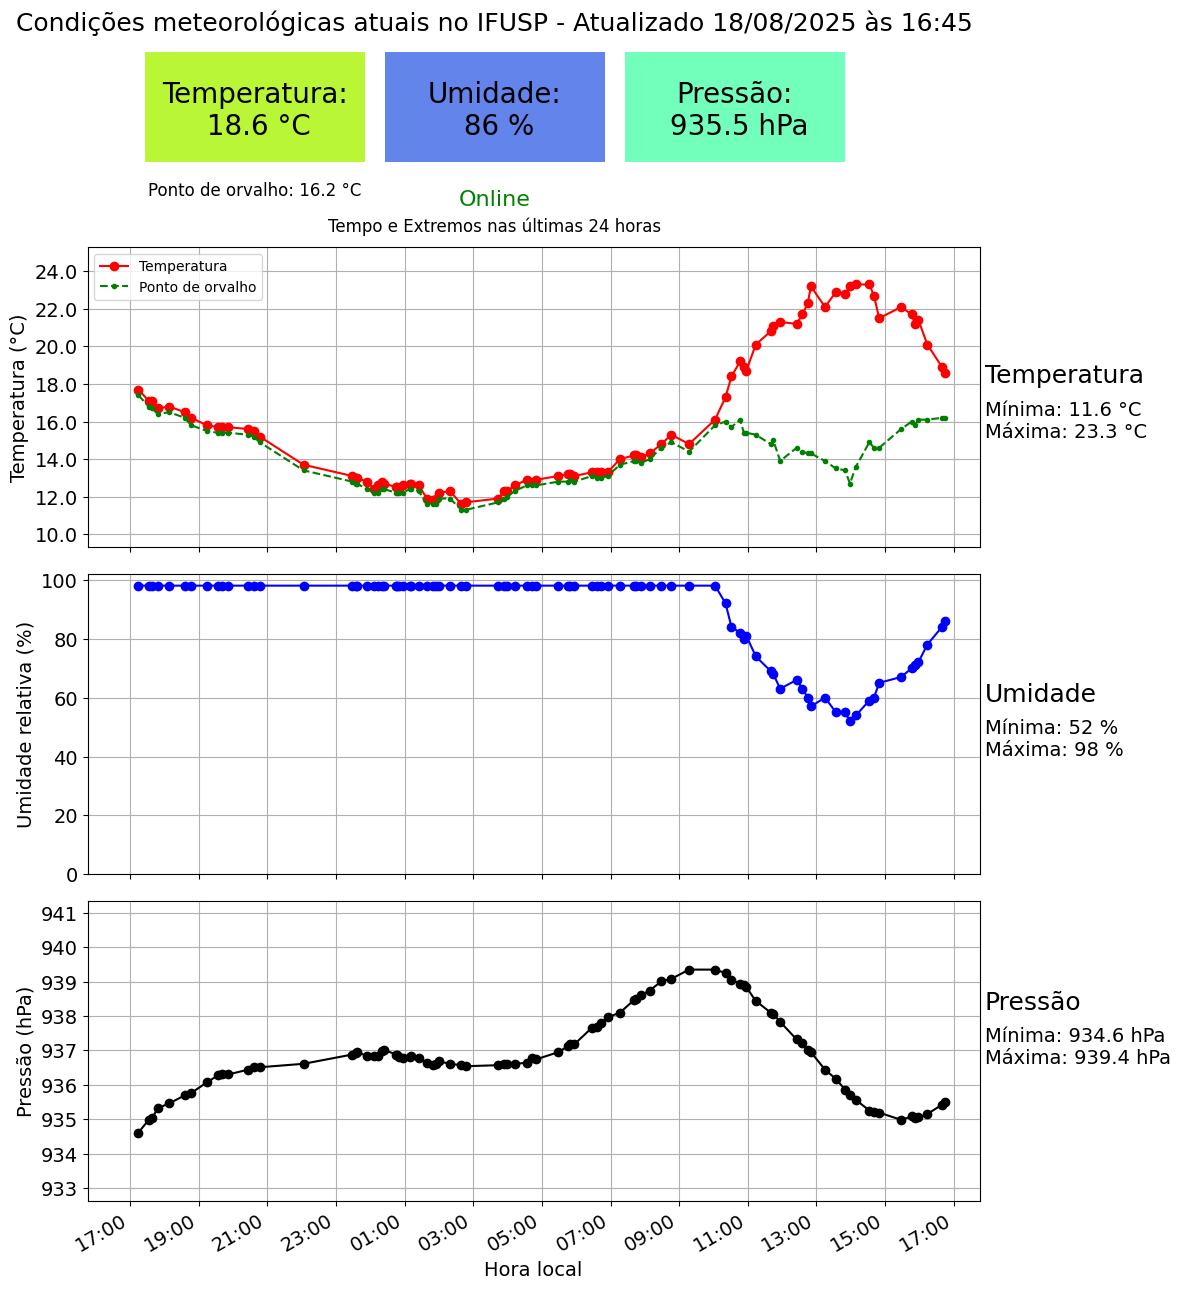 Condições meteorológicas atuais no IFUSP - Atualizado 18/08/2025 às 16:45
Temperatura:
18.6 °C
Umidade:
86 %
Pressão:
935.5 hPa
Ponto de orvalho: 16.2 °C
Online
Tempo e Extremos nas últimas 24 horas
Temperatura (°C)
24.0
22.0
20.0
18.0
16.0
14.0
12.0
10.0
Temperatura
Ponto de orvalho
Temperatura
Mínima: 11.6 °C
Máxima: 23.3 °C
Umidade relativa (%)
100
80
60
40
20
0
Umidade
Mínima: 52 %
Máxima: 98 %
Pressão (hPa)
941
940
939
938
937
936
935
934
933
Pressão
Mínima: 934.6 hPa
Máxima: 939.4 hPa
17:00 19:00 21:00 23:00 01:00 03:00 05:00 07:00 09:00 11:00 13:00 15:00 17:00
Hora local